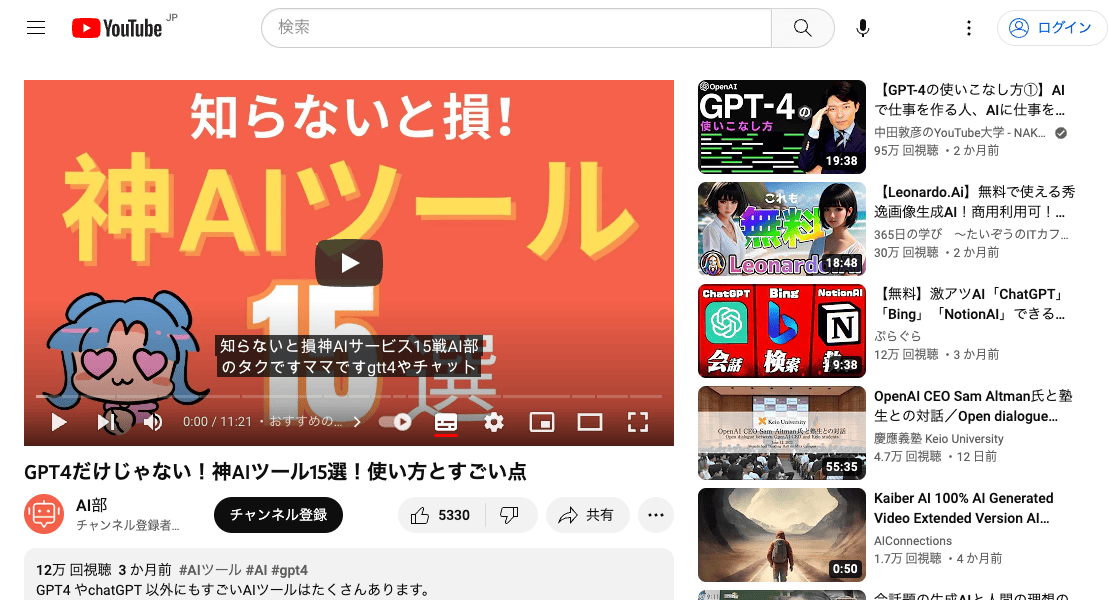 YouTube JP
検索
ログイン
知らないと損！
神AIツール
15選
知らないと損神AIサービス15戦AI部
のタクですママですgtt4やチャット
0:00 / 11:21 • おすすめの...
GPT4だけじゃない！神AIツール15選！使い方とすごい点
AI部
チャンネル登録者...
チャンネル登録
5330
共有
12万 回視聴 3 か月前 #AIツール #AI #gpt4
GPT4 やchatGPT 以外にもすごいAIツールはたくさんあります。
OpenAI
GPT-4の
使いこなし方
19:38
【GPT-4の使いこなし方①】AI
で仕事を作る人、AIに仕事を...
中田敦彦のYouTube大学 - NAK...
95万 回視聴 • 2 か月前
これも
無料
Leonardo.Ai
18:48
【Leonardo.Ai】無料で使える秀
逸画像生成AI！商用利用可！...
365日の学び　～たいぞうのITカフ...
30万 回視聴 • 2 か月前
ChatGPT Bing NotionAI
会話 検索
9:38
【無料】激アツAI「ChatGPT」
「Bing」「NotionAI」できる...
ぷらぐら
12万 回視聴 • 3 か月前
Keio University
OpenAI CEO Sam Altman氏と塾生との対話
Open dialogue between OpenAI CEO and Keio students
55:35
OpenAI CEO Sam Altman氏と塾
生との対話／Open dialogue...
慶應義塾 Keio University
4.7万 回視聴 • 12 日前
0:50
Kaiber AI 100% AI Generated
Video Extended Version AI...
AIConnections
1.7万 回視聴 • 4 か月前